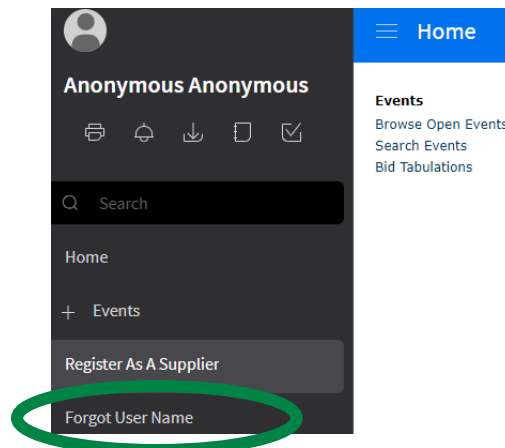 Anonymous Anonymous
Search
Home
+ Events
Register As A Supplier
Forgot User Name
Home
Events
Browse Open Events
Search Events
Bid Tabulations